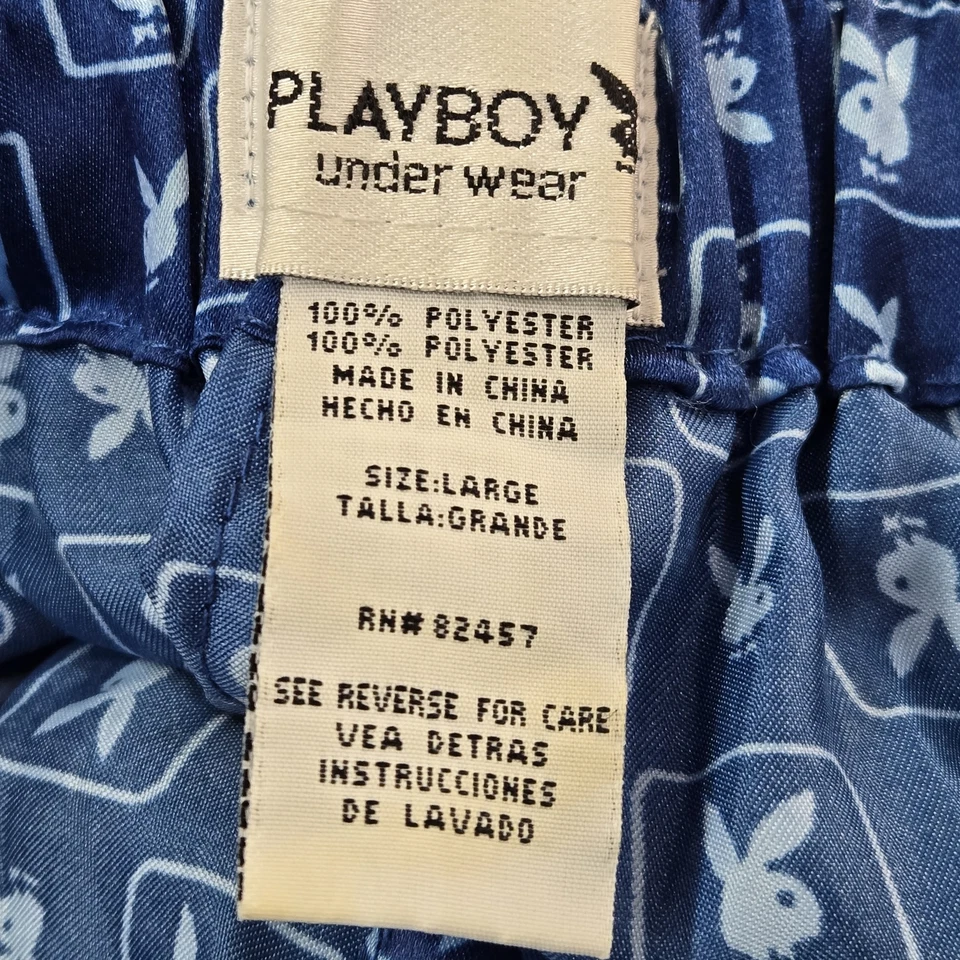 PLAYBOY
under wear
100% POLYESTER
100% POLYESTER
MADE IN CHINA
HECHO EN CHINA
SIZE:LARGE
TALLA:GRANDE
RN# 82457
SEE REVERSE FOR CARE
VEA DETRAS
INSTRUCCIONES
DE LAVADO